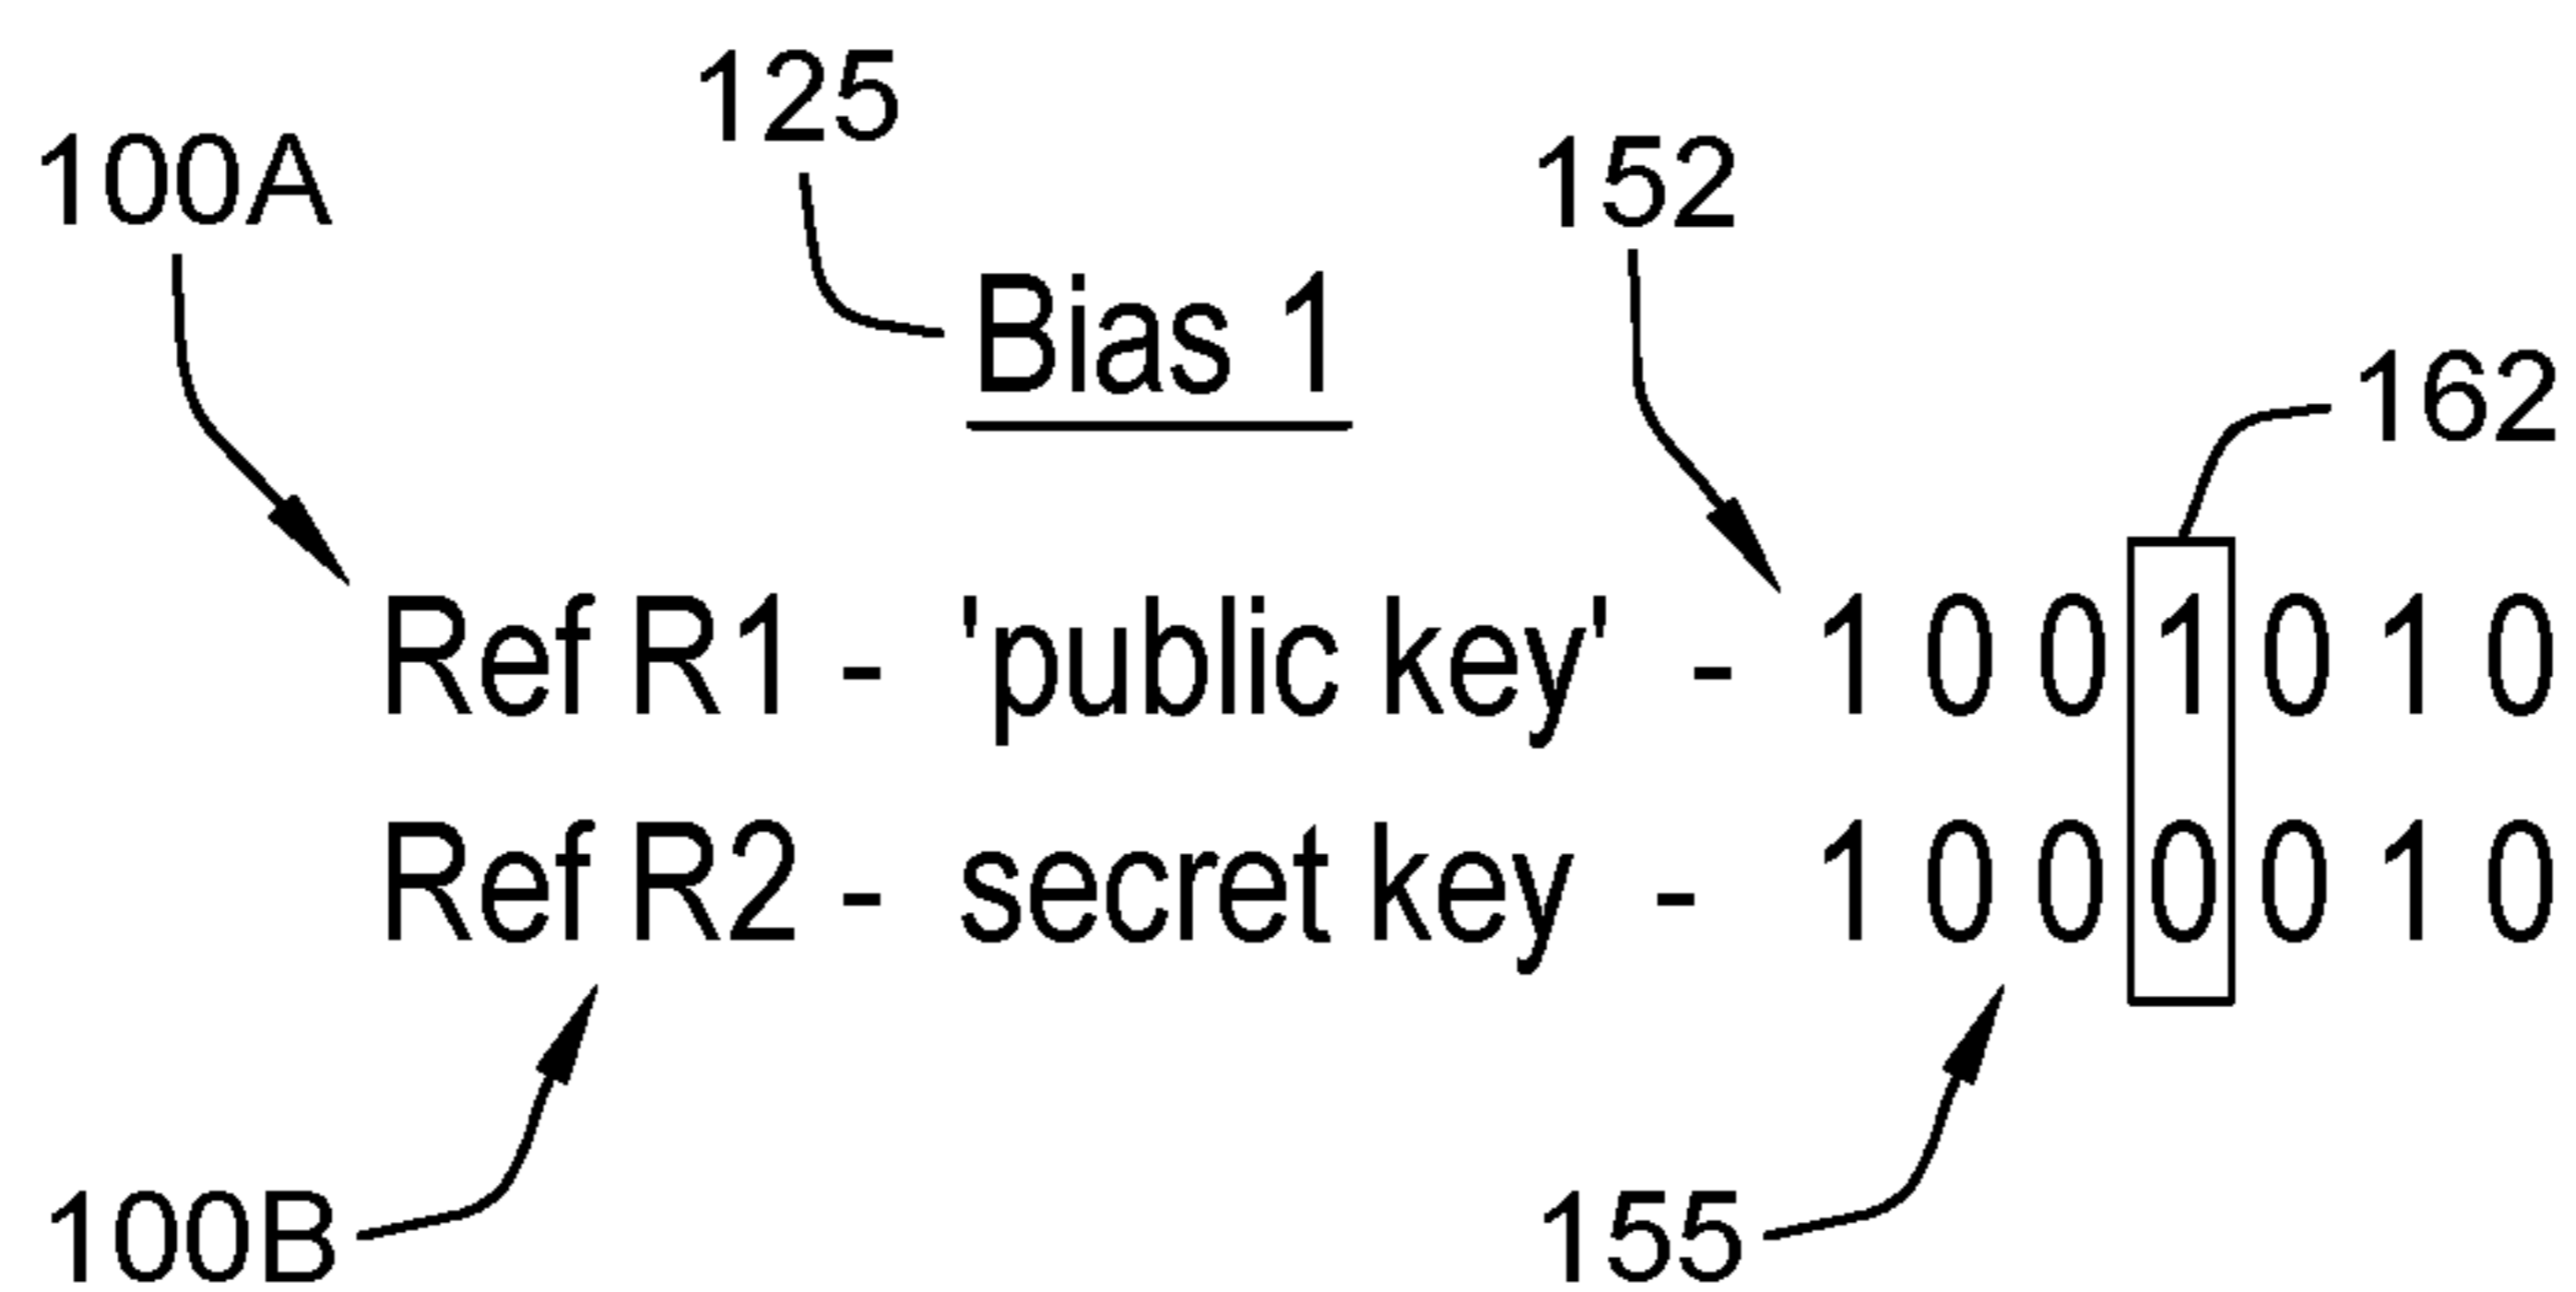 125
100A
152
Bias 1
162
Ref R1 - 'public key' - 1 0 0 1 0 1 0
Ref R2 - secret key - 1 0 0 0 0 1 0
100B
155